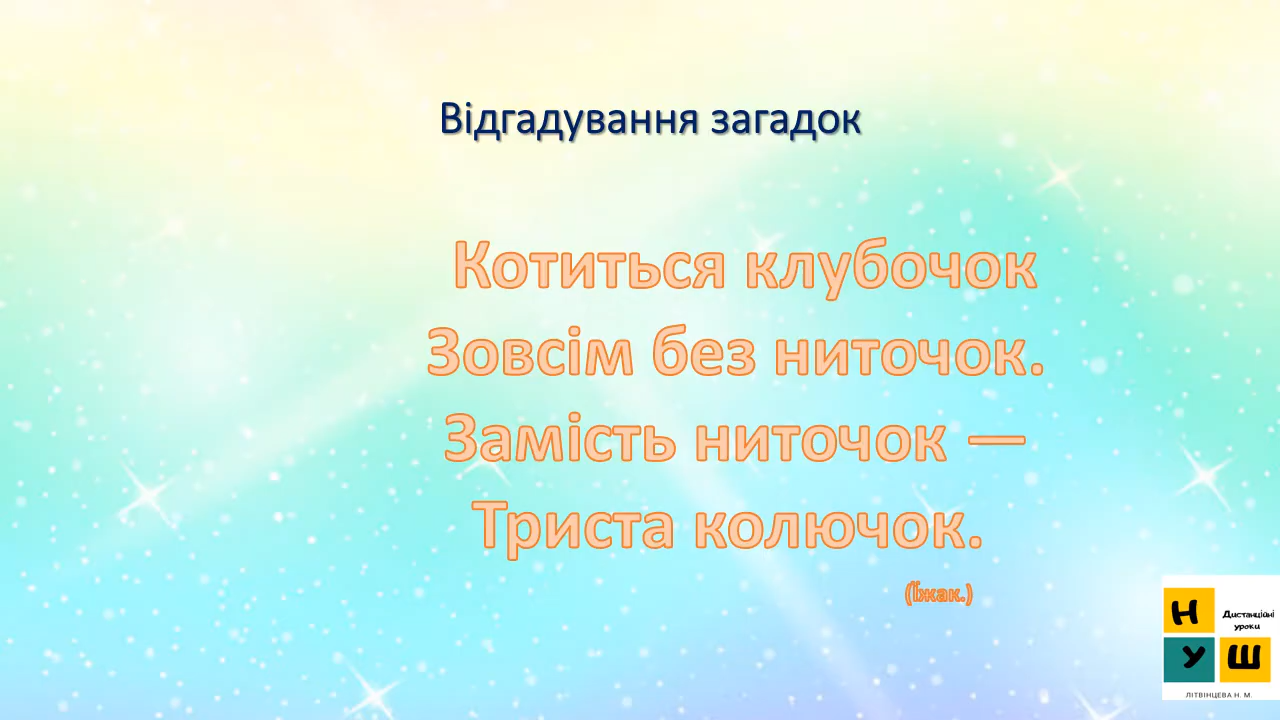 Відгадування загадок
Котиться клубочок
Зовсім без ниточок.
Замість ниточок —
Триста колючок.
(Їжак.)
Н
Дистанційні
уроки
У Ш
ЛІТВІНЦЕВА Н. М.